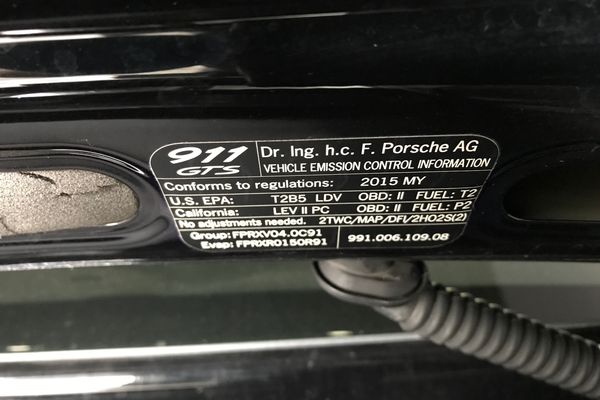 911 GTS Dr. Ing. h.c. F. Porsche AG
VEHICLE EMISSION CONTROL INFORMATION
Conforms to regulations: 2015 MY
U.S. EPA: T2B5 LDV OBD: II FUEL: T2
California: LEV II PC OBD: II FUEL: P2
No adjustments needed. 2TWC/MAP/DFI/2HO2S(2)
Group: FPRXV04.0C91
Evap: FPRXR0150R91
991.006.109.08